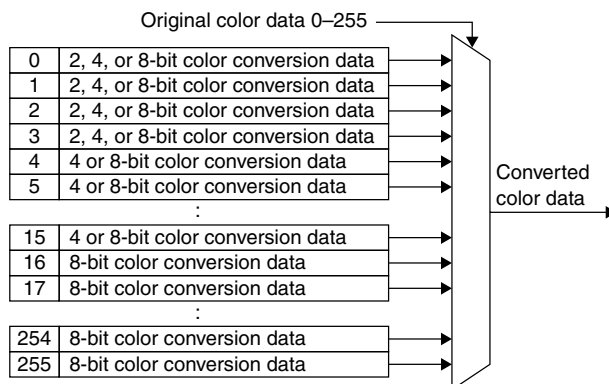 Original color data 0–255
0 2, 4, or 8-bit color conversion data
1 2, 4, or 8-bit color conversion data
2 2, 4, or 8-bit color conversion data
3 2, 4, or 8-bit color conversion data
4 4 or 8-bit color conversion data
5 4 or 8-bit color conversion data
:
15 4 or 8-bit color conversion data
16 8-bit color conversion data
17 8-bit color conversion data
:
254 8-bit color conversion data
255 8-bit color conversion data
Converted
color data